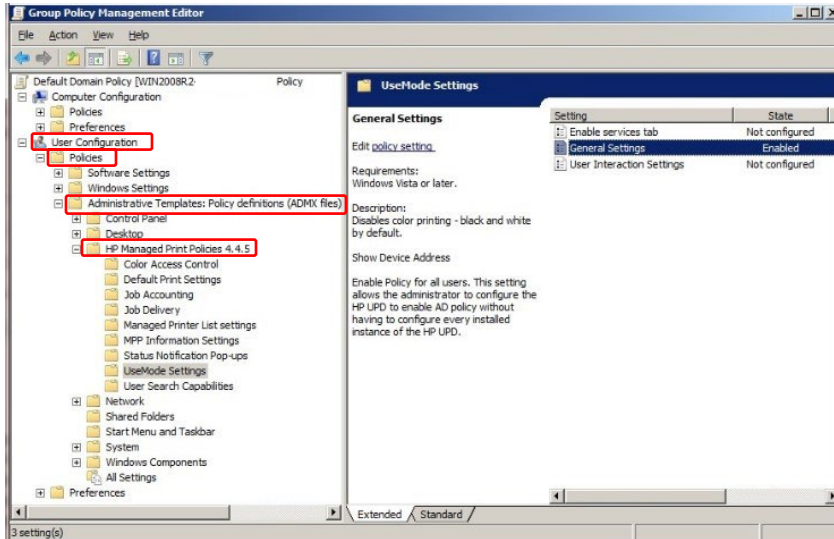 Group Policy Management Editor
File Action View Help
Default Domain Policy [WIN2008R2- Policy
Computer Configuration
Policies
Preferences
User Configuration
Policies
Software Settings
Windows Settings
Administrative Templates: Policy definitions (ADMX files)
Control Panel
Desktop
HP Managed Print Policies 4.4.5
Color Access Control
Default Print Settings
Job Accounting
Job Delivery
Managed Printer List settings
MPP Information Settings
Status Notification Pop-ups
UseMode Settings
User Search Capabilities
Network
Shared Folders
Start Menu and Taskbar
System
Windows Components
All Settings
Preferences
UseMode Settings
General Settings
Edit policy setting
Requirements:
Windows Vista or later.
Description:
Disables color printing - black and white
by default.
Show Device Address
Enable Policy for all users. This setting
allows the administrator to configure the
HP UPD to enable AD policy without
having to configure every installed
instance of the HP UPD.
Setting State
Enable services tab Not configured
General Settings Enabled
User Interaction Settings Not configured
Extended Standard
3 setting(s)